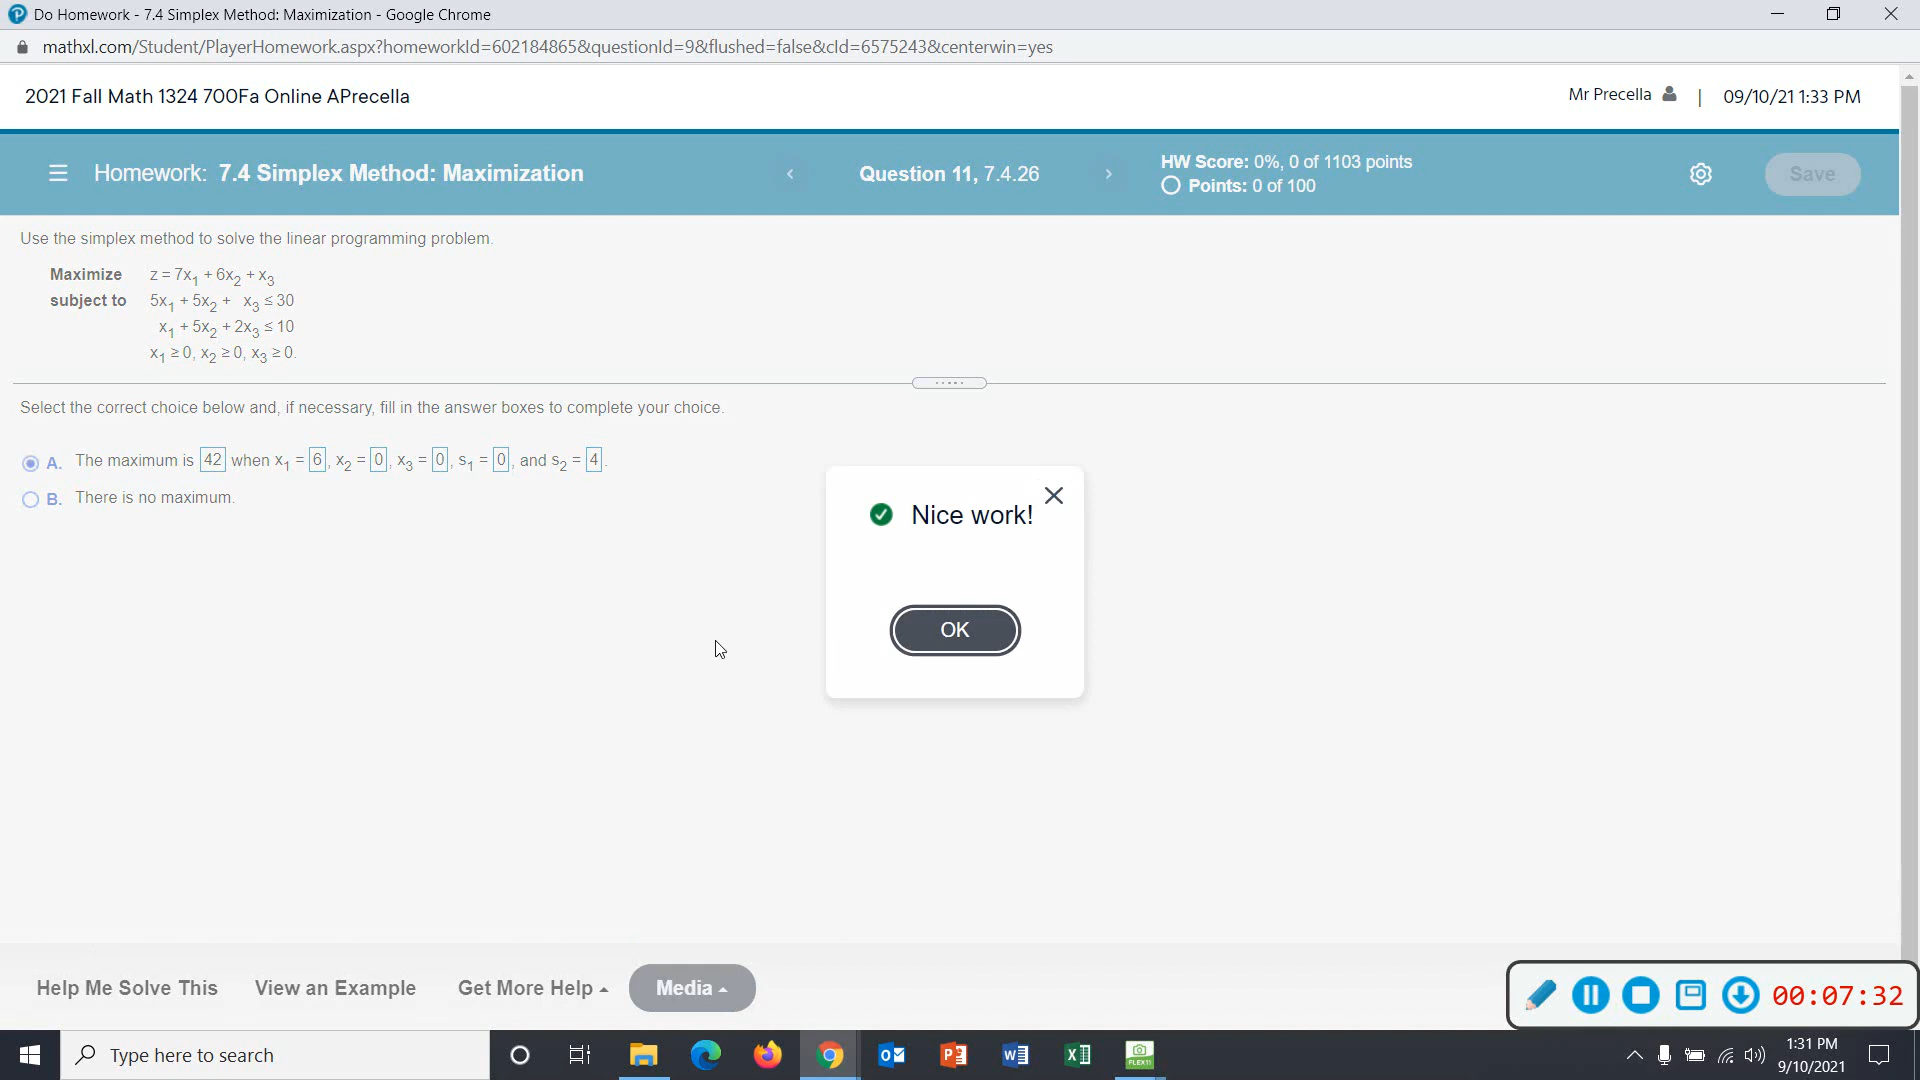 Do Homework - 7.4 Simplex Method: Maximization - Google Chrome
mathxl.com/Student/PlayerHomework.aspx?homeworkId=602184865&questionId=9&flushed=false&cId=6575243&centerwin=yes
2021 Fall Math 1324 700Fa Online APrecella
Mr Precella | 09/10/21 1:33 PM
Homework: 7.4 Simplex Method: Maximization
Question 11, 7.4.26
HW Score: 0%, 0 of 1103 points
Points: 0 of 100
Save
Use the simplex method to solve the linear programming problem.
Maximize z = 7x₁ + 6x₂ + x₃
subject to 5x₁ + 5x₂ + x₃ ≤ 30
x₁ + 5x₂ + 2x₃ ≤ 10
x₁ ≥ 0, x₂ ≥ 0, x₃ ≥ 0.
Select the correct choice below and, if necessary, fill in the answer boxes to complete your choice.
A. The maximum is 42 when x₁ = 6, x₂ = 0, x₃ = 0, s₁ = 0, and s₂ = 4.
B. There is no maximum.
Nice work!
OK
Help Me Solve This View an Example Get More Help Media
00:07:32
Type here to search
FLEX11
1:31 PM
9/10/2021